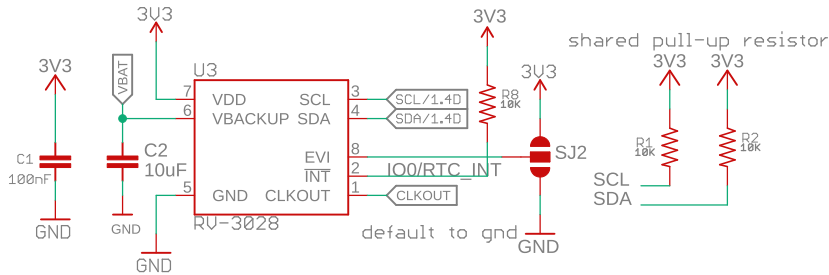 3V3
3V3
shared pull-up resistor
3V3
3V3
3V3
3V3
VBAT
U3
7
VDD
SCL
3
SCL/1.4D
R8
10K
6
VBACKUP
SDA
4
SDA/1.4D
C1
100nF
C2
10uF
EVI
8
SJ2
R1
10K
R2
10K
INT
2
IO0/RTC_INT
5
GND
CLKOUT
1
CLKOUT
SCL
SDA
RV-3028
GND
GND
default to gnd
GND
GND